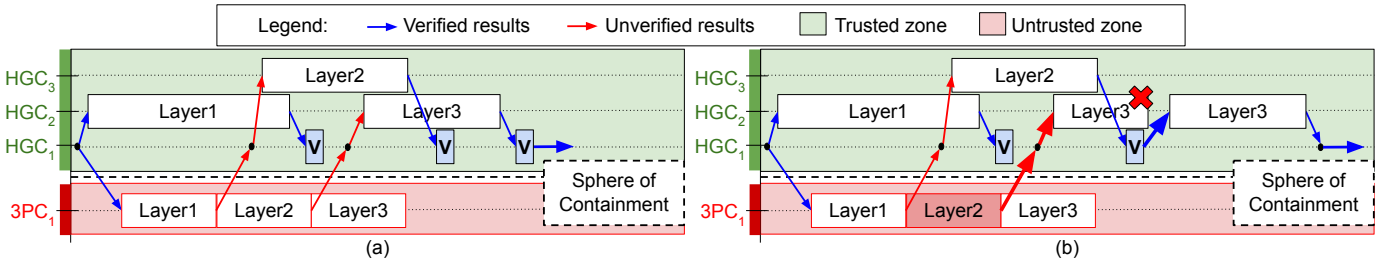 Legend: Verified results Unverified results Trusted zone Untrusted zone
HGC3
HGC2
HGC1
3PC1
Layer2
Layer1
Layer3
V
V
V
Layer1
Layer2
Layer3
Sphere of
Containment
(a)
HGC3
HGC2
HGC1
3PC1
Layer2
Layer1
Layer3
Layer3
V
V
Layer1
Layer2
Layer3
Sphere of
Containment
(b)